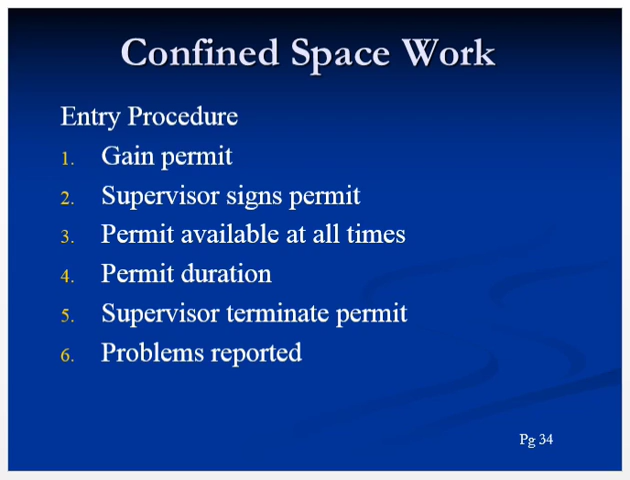 Confined Space Work
Entry Procedure
1. Gain permit
2. Supervisor signs permit
3. Permit available at all times
4. Permit duration
5. Supervisor terminate permit
6. Problems reported
Pg 34